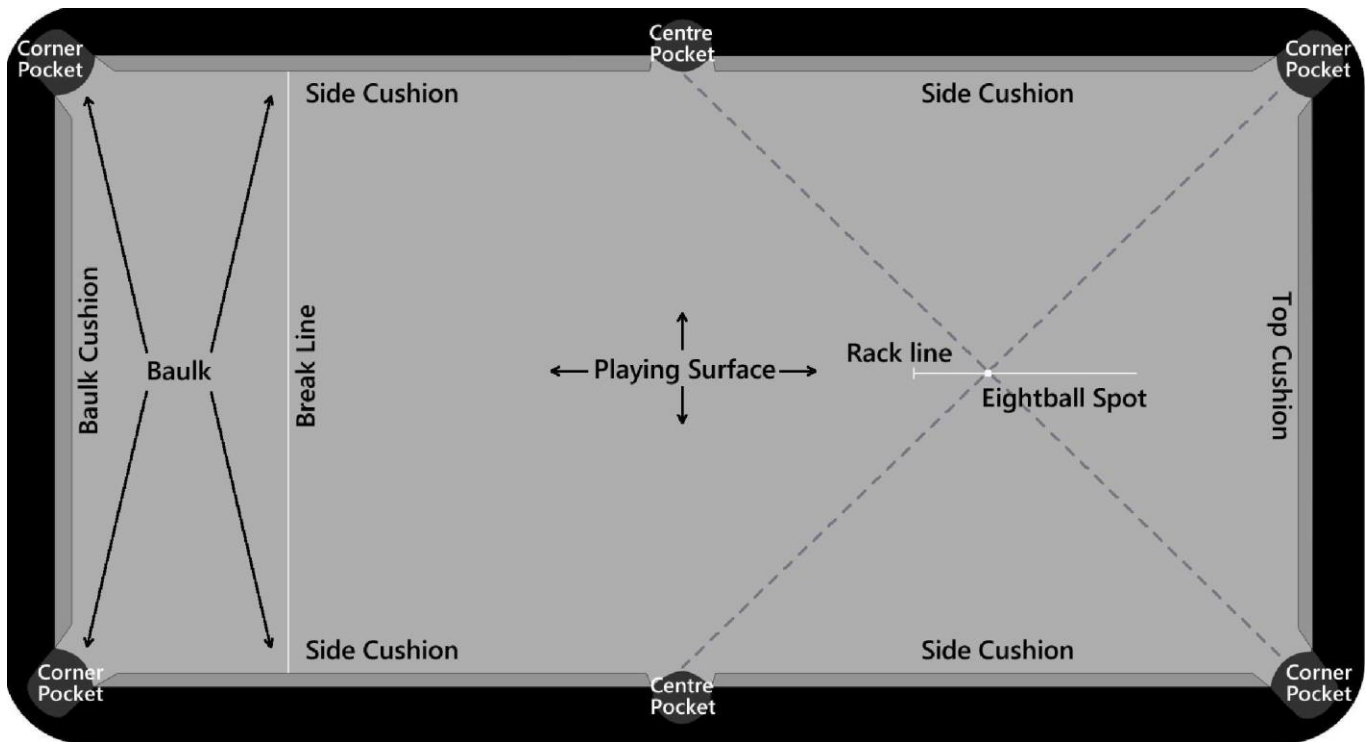 Corner
Pocket
Centre
Pocket
Corner
Pocket
Side Cushion
Side Cushion
Baulk Cushion
Baulk
Break Line
Playing Surface
Rack line
Eightball Spot
Top Cushion
Side Cushion
Side Cushion
Corner
Pocket
Centre
Pocket
Corner
Pocket